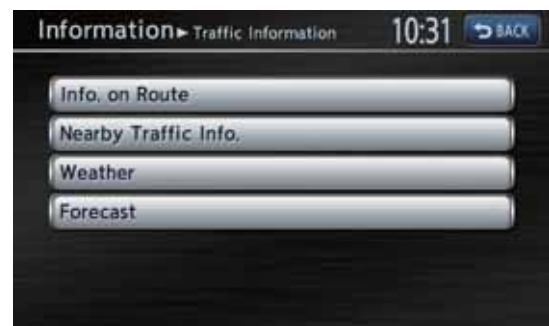 Information▶ Traffic Information 10:31 BACK
Info. on Route
Nearby Traffic Info.
Weather
Forecast